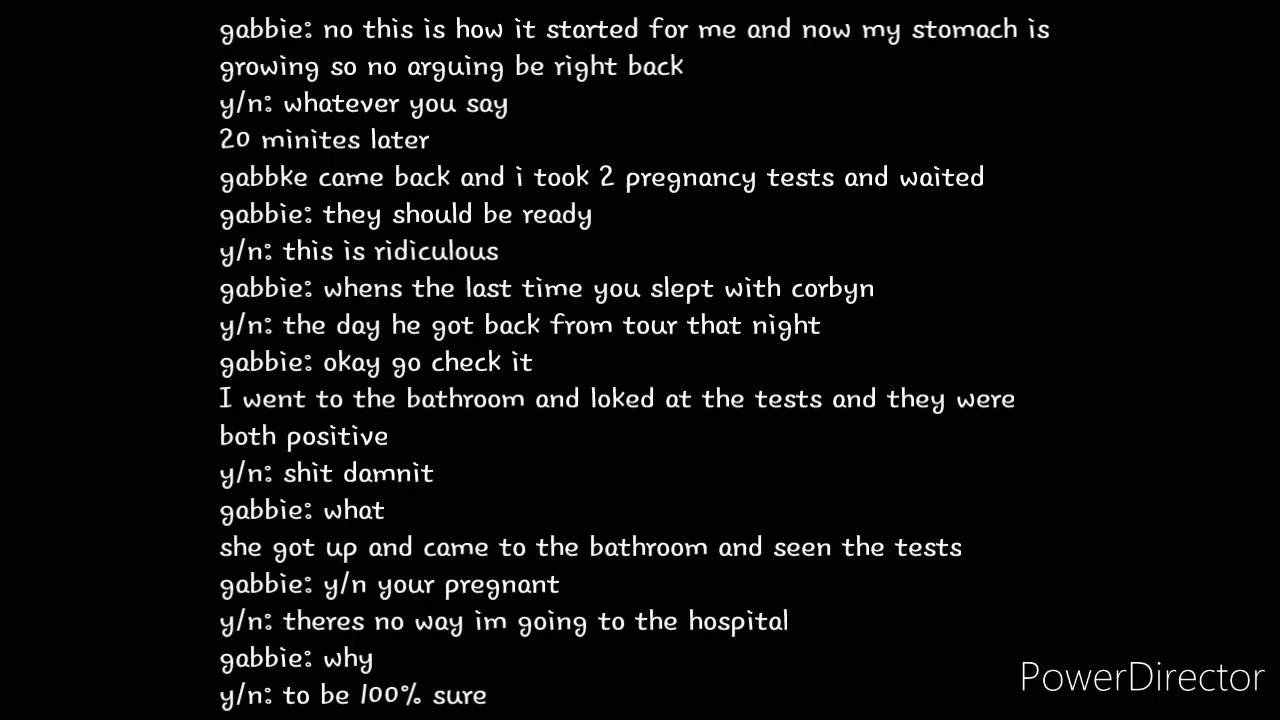 gabbie: no this is how it started for me and now my stomach is
growing so no arguing be right back
y/n: whatever you say
20 minites later
gabbke came back and i took 2 pregnancy tests and waited
gabbie: they should be ready
y/n: this is ridiculous
gabbie: whens the last time you slept with corbyn
y/n: the day he got back from tour that night
gabbie: okay go check it
I went to the bathroom and loked at the tests and they were
both positive
y/n: shit damnit
gabbie: what
she got up and came to the bathroom and seen the tests
gabbie: y/n your pregnant
y/n: theres no way im going to the hospital
gabbie: why
y/n: to be 100% sure
PowerDirector